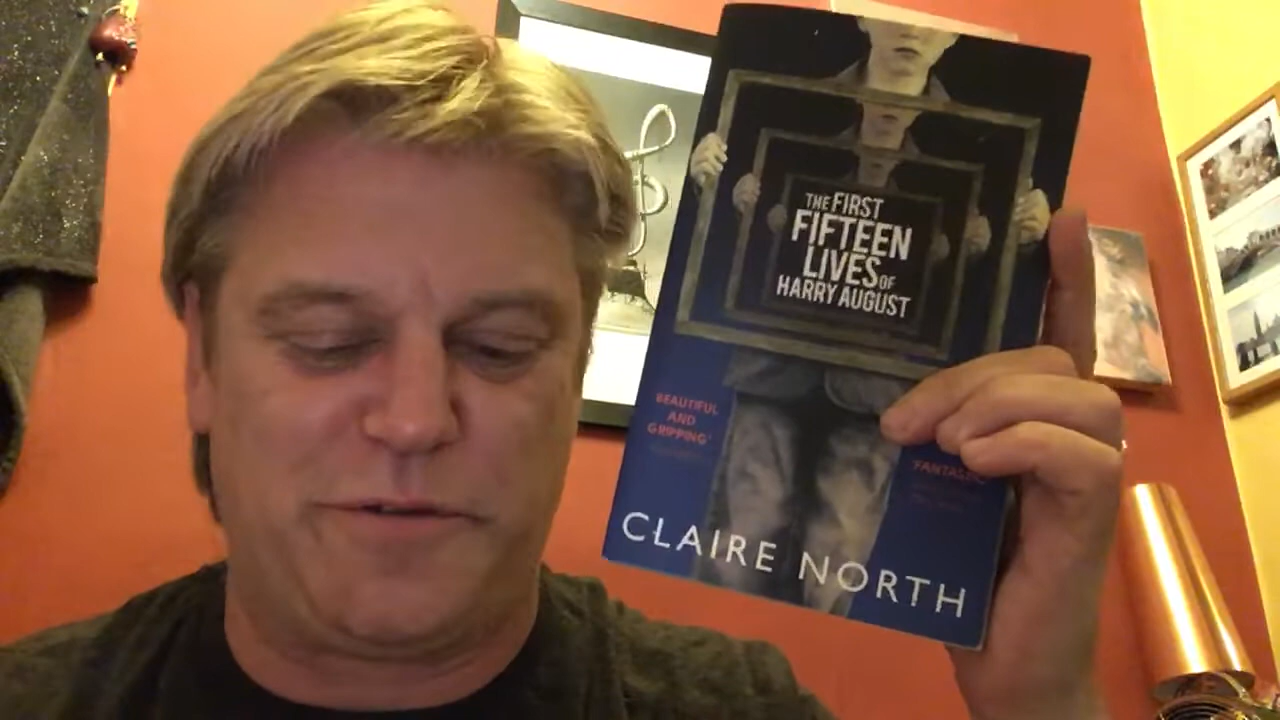 THE FIRST
FIFTEEN
LIVES OF
HARRY AUGUST
'BEAUTIFUL
AND
GRIPPING'
'FANTASTIC'
CLAIRE NORTH